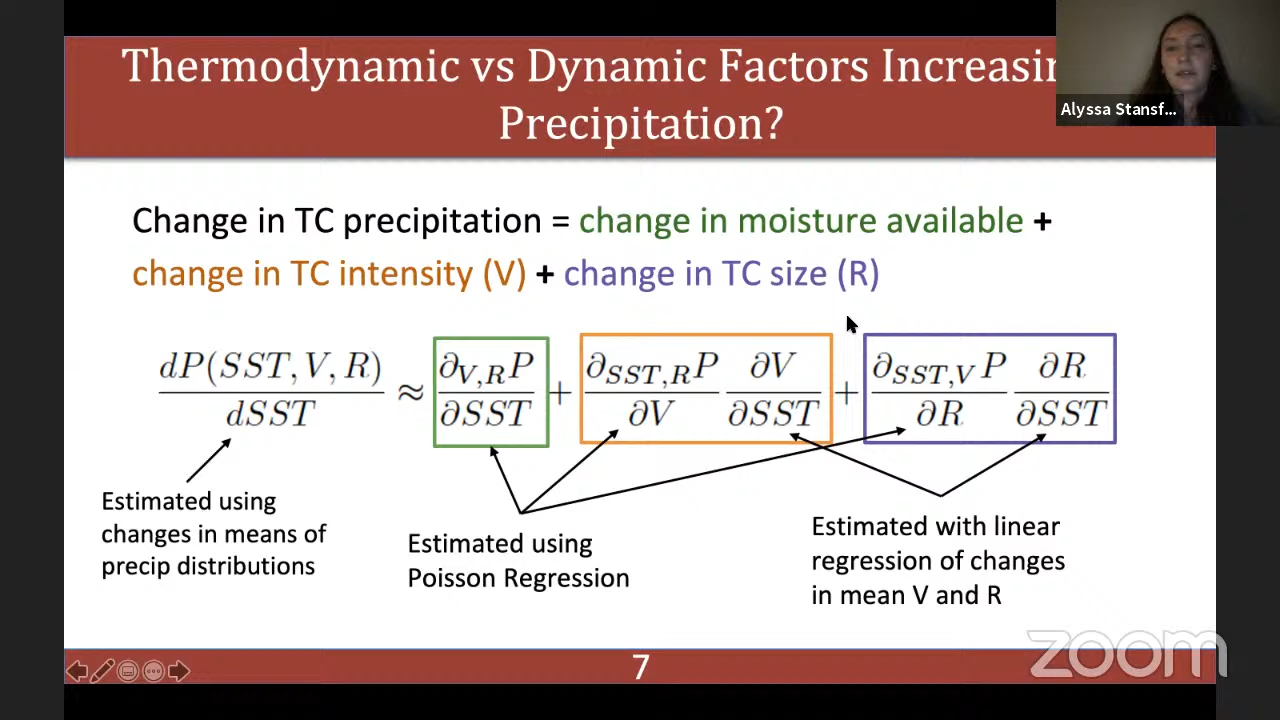 Thermodynamic vs Dynamic Factors Increasin
Precipitation?
Alyssa Stansf...
Change in TC precipitation = change in moisture available +
change in TC intensity (V) + change in TC size (R)
dP(SST, V, R) / dSST ≈ ∂V,R P / ∂SST + ∂SST,R P / ∂V ∂V / ∂SST + ∂SST,V P / ∂R ∂R / ∂SST
Estimated using
changes in means of
precip distributions
Estimated using
Poisson Regression
Estimated with linear
regression of changes
in mean V and R
zoom
7